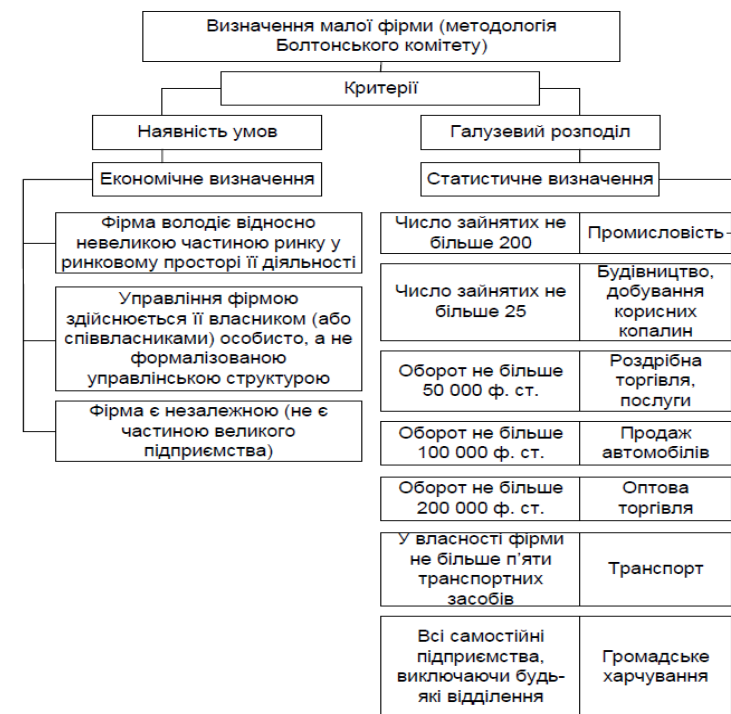 Визначення малої фірми (методологія
Болтонського комітету)
Критерії
Наявність умов
Галузевий розподіл
Економічне визначення
Статистичне визначення
Фірма володіє відносно
невеликою частиною ринку у
ринковому просторі її діяльності
Управління фірмою
здійснюється її власником (або
співвласниками) особисто, а не
формалізованою
управлінською структурою
Фірма є незалежною (не є
частиною великого
підприємства)
Число зайнятих не
більше 200
Промисловість
Число зайнятих не
більше 25
Будівництво,
добування
корисних
копалин
Оборот не більше
50 000 ф. ст.
Роздрібна
торгівля,
послуги
Оборот не більше
100 000 ф. ст.
Продаж
автомобілів
Оборот не більше
200 000 ф. ст.
Оптова
торгівля
У власності фірми
не більше п’яти
транспортних
засобів
Транспорт
Всі самостійні
підприємства,
виключаючи будь-
які відділення
Громадське
харчування